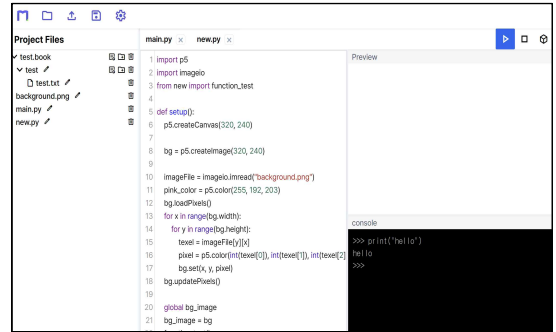 Project Files
test.book
test
test.txt
background.png
main.py
new.py
main.py × new.py ×
1 import p5
2 import imageio
3 from new import function_test
4
5 def setup():
6 p5.createCanvas(320, 240)
7
8 bg = p5.createImage(320, 240)
9
10 imageFile = imageio.imread("background.png")
11 pink_color = p5.color(255, 192, 203)
12 bg.loadPixels()
13 for x in range(bg.width):
14 for y in range(bg.height):
15 texel = imageFile[y][x]
16 pixel = p5.color(int(texel[0]), int(texel[1]), int(texel[2]
17 bg.set(x, y, pixel)
18 bg.updatePixels()
19
20 global bg_image
21 bg_image = bg
Preview
console
>>> print("hello")
hello
>>>